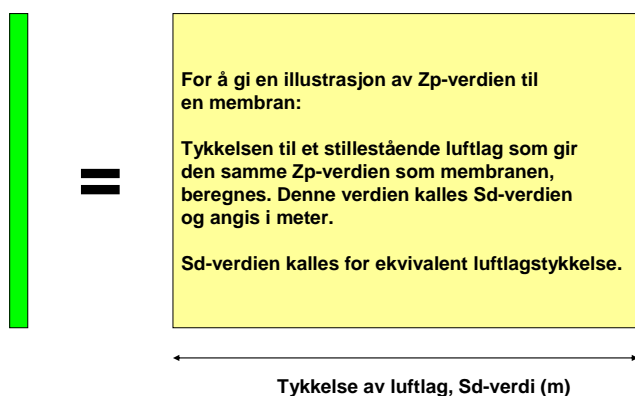 For å gi en illustrasjon av Zp-verdien til
en membran:
Tykkelsen til et stillestående luftlag som gir
den samme Zp-verdien som membranen,
beregnes. Denne verdien kalles Sd-verdien
og angis i meter.
Sd-verdien kalles for ekvivalent luftlagstykkelse.
=
Tykkelse av luftlag, Sd-verdi (m)